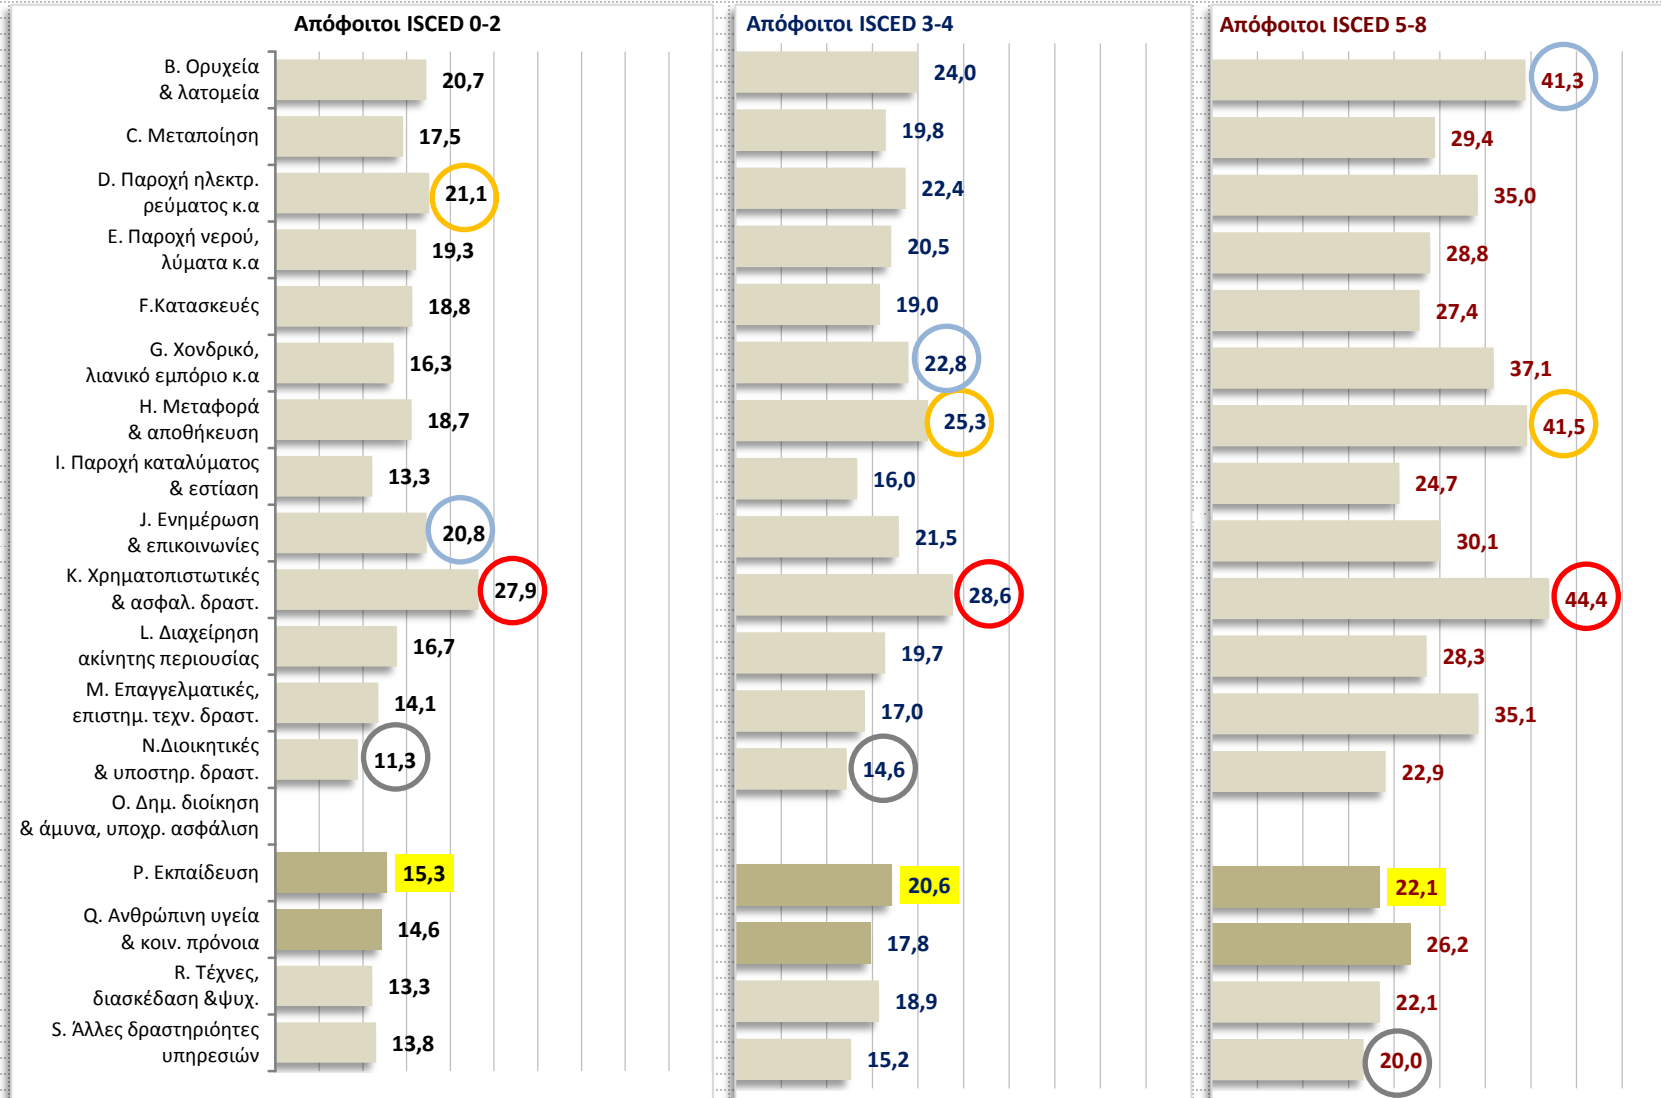 Απόφοιτοι ISCED 0-2
Απόφοιτοι ISCED 3-4
Απόφοιτοι ISCED 5-8
B. Ορυχεία
& λατομεία
20,7
24,0
41,3
C. Μεταποίηση
17,5
19,8
29,4
D. Παροχή ηλεκτρ.
ρεύματος κ.α
21,1
22,4
35,0
E. Παροχή νερού,
λύματα κ.α
19,3
20,5
28,8
F.Κατασκευές
18,8
19,0
27,4
G. Χονδρικό,
λιανικό εμπόριο κ.α
16,3
22,8
37,1
H. Μεταφορά
& αποθήκευση
18,7
25,3
41,5
I. Παροχή καταλύματος
& εστίαση
13,3
16,0
24,7
J. Ενημέρωση
& επικοινωνίες
20,8
21,5
30,1
K. Χρηματοπιστωτικές
& ασφαλ. δραστ.
27,9
28,6
44,4
L. Διαχείρηση
ακίνητης περιουσίας
16,7
19,7
28,3
M. Επαγγελματικές,
επιστημ. τεχν. δραστ.
14,1
17,0
35,1
N.Διοικητικές
& υποστηρ. δραστ.
11,3
14,6
22,9
O. Δημ. διοίκηση
& άμυνα, υποχρ. ασφάλιση
P. Εκπαίδευση
15,3
20,6
22,1
Q. Ανθρώπινη υγεία
& κοιν. πρόνοια
14,6
17,8
26,2
R. Τέχνες,
διασκέδαση &ψυχ.
13,3
18,9
22,1
S. Άλλες δραστηριόητες
υπηρεσιών
13,8
15,2
20,0